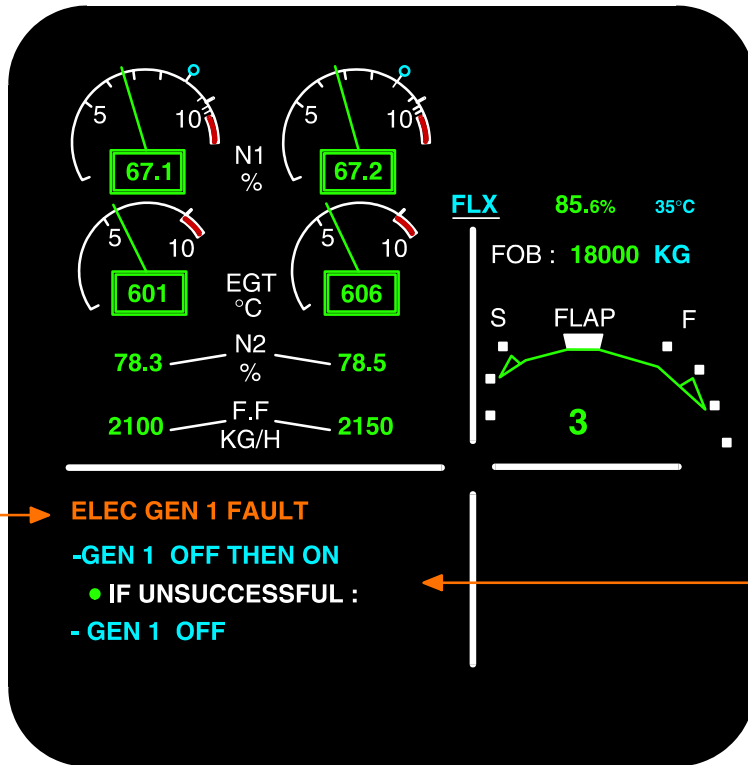 5 10 5 10
67.1 N1 % 67.2
FLX 85.6% 35°C
5 10 5 10
FOB : 18000 KG
601 EGT °C 606
S FLAP F
78.3 N2 % 78.5
3
2100 F.F KG/H 2150
ELEC GEN 1 FAULT
-GEN 1 OFF THEN ON
• IF UNSUCCESSFUL :
- GEN 1 OFF